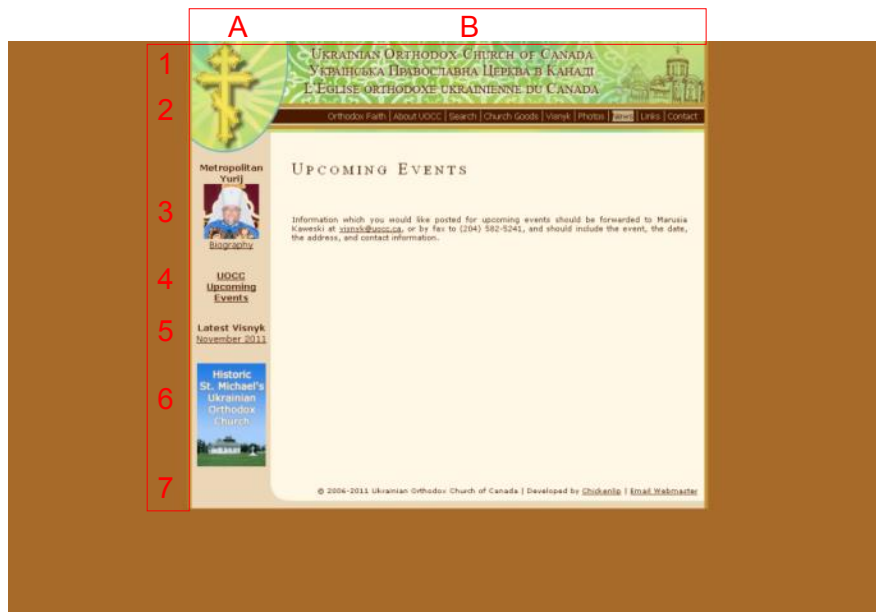 A B
1
UKRAINIAN ORTHODOX CHURCH OF CANADA
УКРАЇНСЬКА ПРАВОСЛАВНА ЦЕРКВА В КАНАДІ
L'EGLISE ORTHODOXE UKRAINIENNE DU CANADA
2
Orthodox Faith | About UOCC | Search | Church Goods | Visnyk | Photos | News | Links | Contact
Metropolitan
Yurij
UPCOMING EVENTS
3
Information which you would like posted for upcoming events should be forwarded to Marusia
Kaweski at visnyk@uocc.ca, or by fax to (204) 582-5241, and should include the event, the date,
the address, and contact information.
Biography
4
UOCC
Upcoming
Events
5
Latest Visnyk
November 2011
6
Historic
St. Michael's
Ukrainian
Orthodox
Church
7
© 2006-2011 Ukrainian Orthodox Church of Canada | Developed by Chickenlip | Email Webmaster